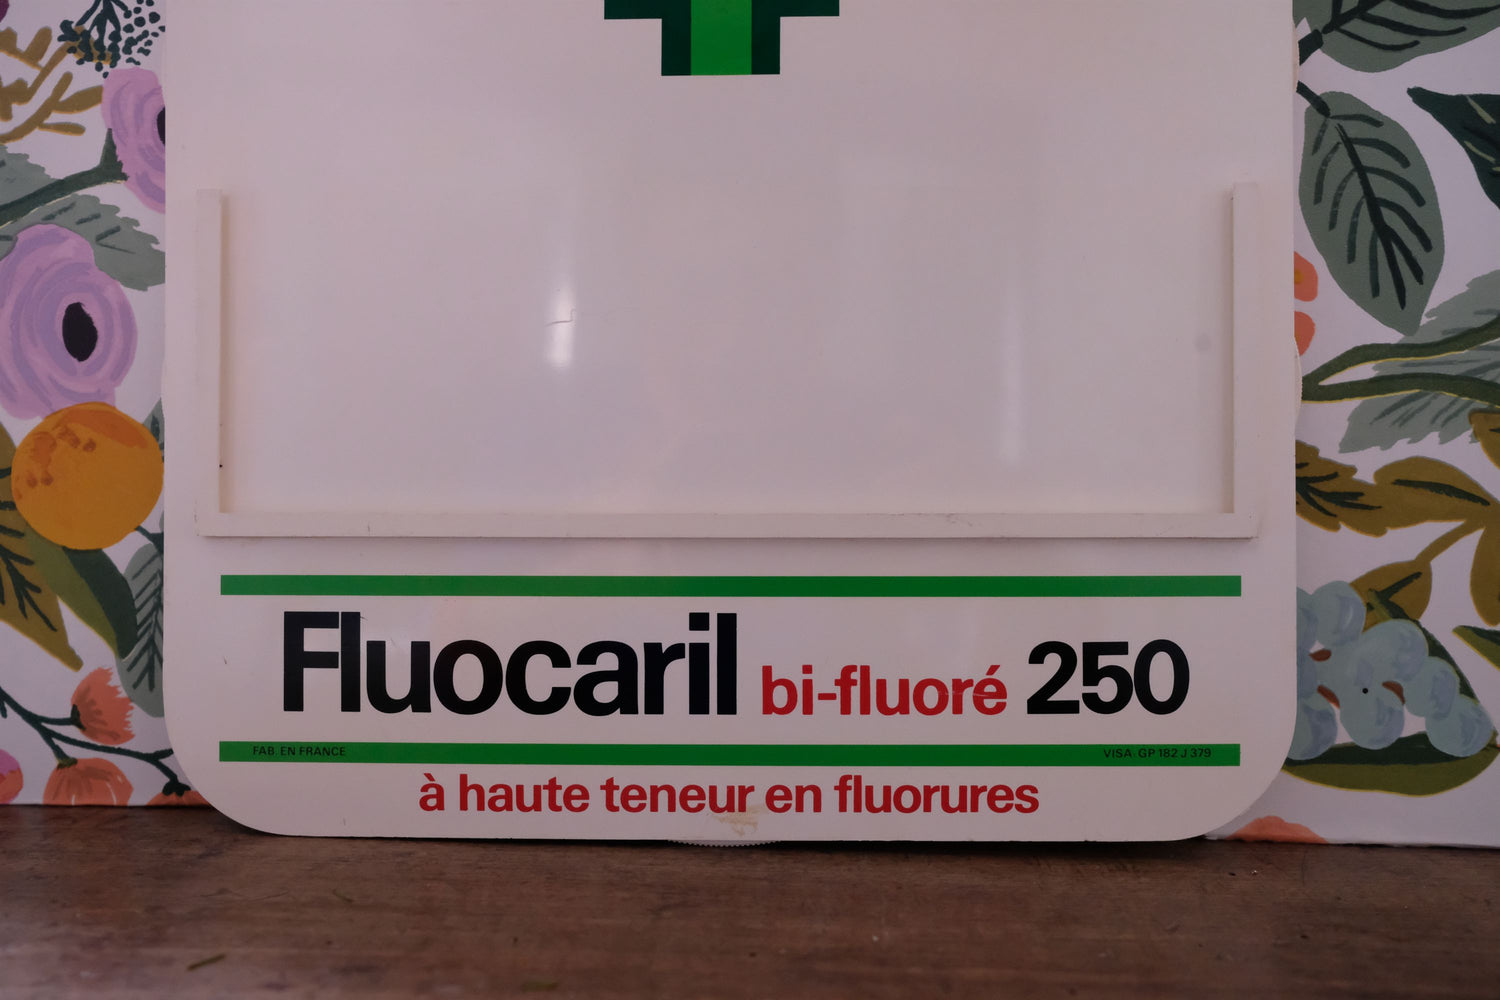 Fluocaril bi-fluoré 250
FAB. EN FRANCE
VISA. GP 182 J 379
à haute teneur en fluorures